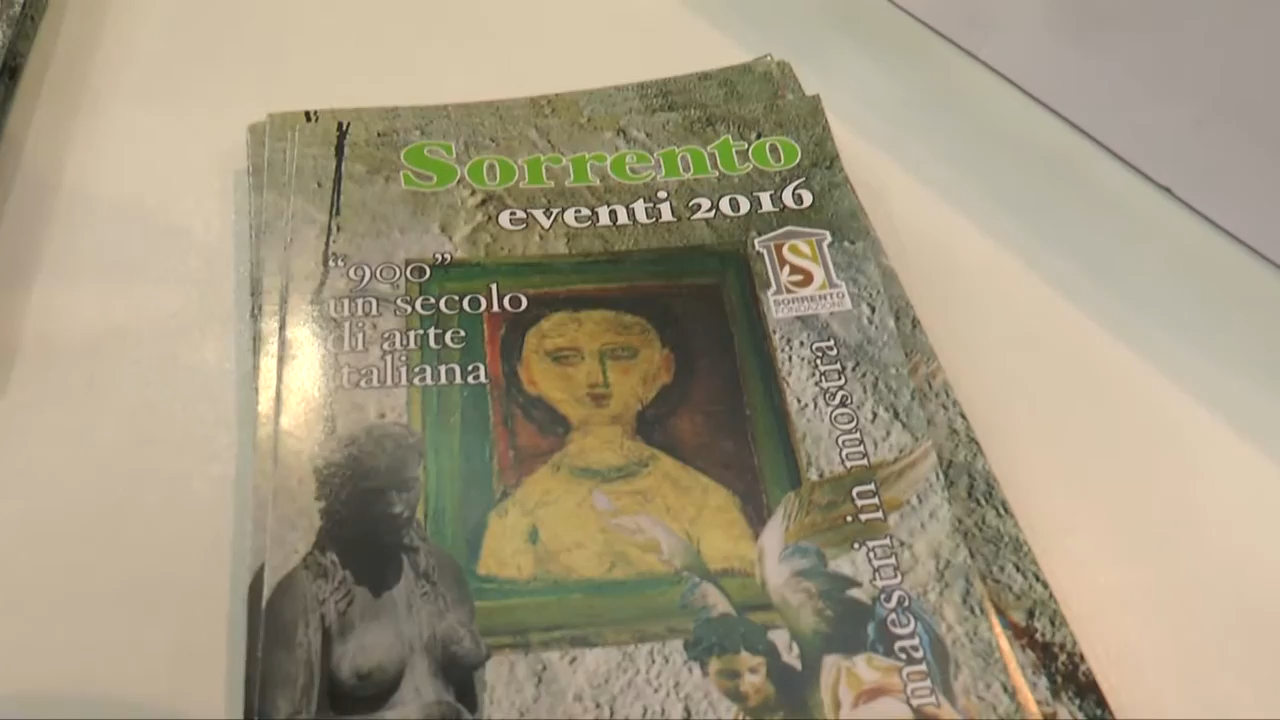 Sorrento
eventi 2016
"900"
un secolo
di arte
italiana
SORRENTO
FONDAZIONE
maestri in mostra